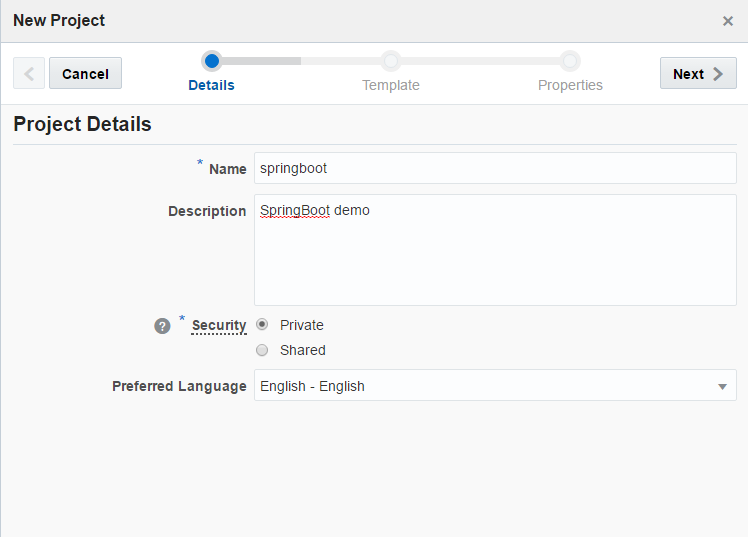 New Project
×
Cancel
Next
Details
Template
Properties
Project Details
* Name
springboot
Description
SpringBoot demo
? * Security
Private
Shared
Preferred Language
English - English